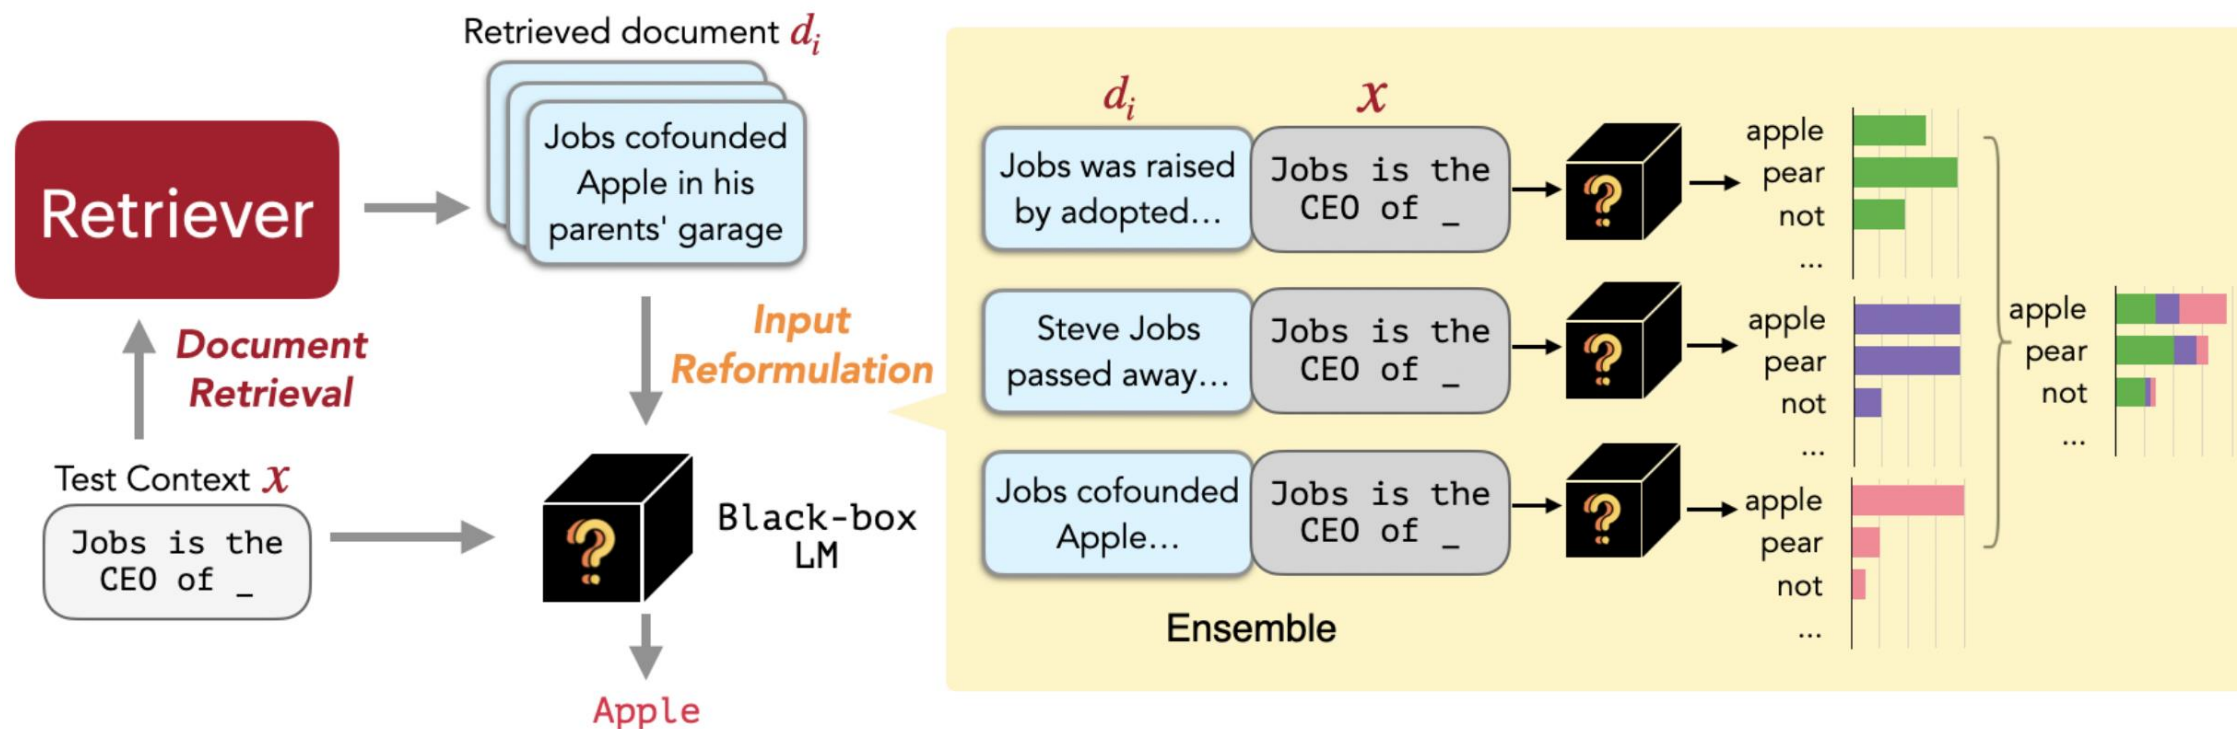 Retrieved document d_i
Retriever
Jobs cofounded
Apple in his
parents' garage
Document
Retrieval
Input
Reformulation
Test Context x
Jobs is the
CEO of _
?
Black-box
LM
Apple
d_i
x
Jobs was raised
by adopted...
Jobs is the
CEO of _
?
apple
pear
not
...
Steve Jobs
passed away...
Jobs is the
CEO of _
?
apple
pear
not
...
Jobs cofounded
Apple...
Jobs is the
CEO of _
?
apple
pear
not
...
apple
pear
not
...
Ensemble